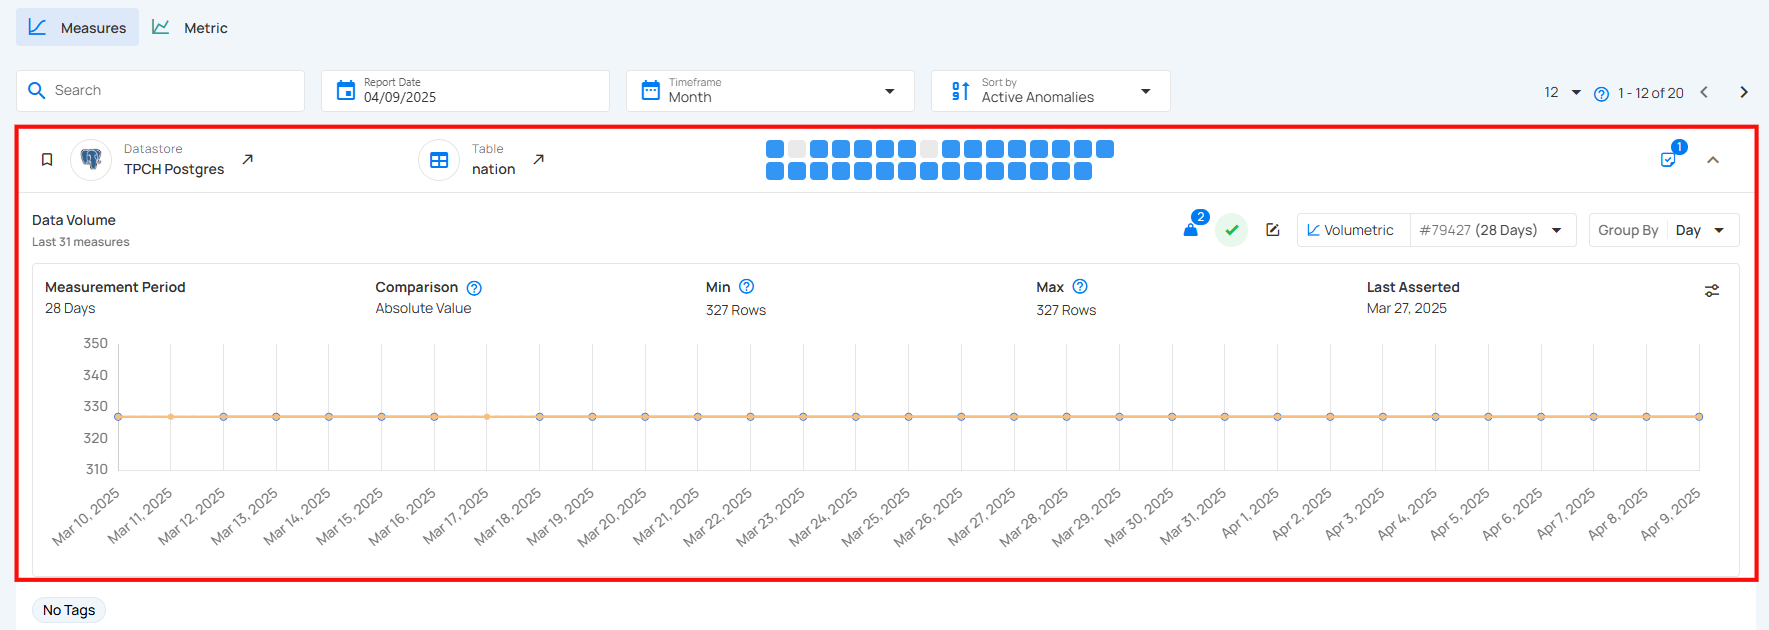 Measures Metric
Search
Report Date
04/09/2025
Timeframe
Month
Sort by
Active Anomalies
12 1 - 12 of 20
Datastore
TPCH Postgres
Table
nation
1
Data Volume
Last 31 measures
2
Volumetric #79427 (28 Days)
Group By Day
Measurement Period
28 Days
Comparison
Absolute Value
Min
327 Rows
Max
327 Rows
Last Asserted
Mar 27, 2025
350
340
330
320
310
Mar 10, 2025
Mar 11, 2025
Mar 12, 2025
Mar 13, 2025
Mar 14, 2025
Mar 15, 2025
Mar 16, 2025
Mar 17, 2025
Mar 18, 2025
Mar 19, 2025
Mar 20, 2025
Mar 21, 2025
Mar 22, 2025
Mar 23, 2025
Mar 24, 2025
Mar 25, 2025
Mar 26, 2025
Mar 27, 2025
Mar 28, 2025
Mar 29, 2025
Mar 30, 2025
Mar 31, 2025
Apr 1, 2025
Apr 2, 2025
Apr 3, 2025
Apr 4, 2025
Apr 5, 2025
Apr 6, 2025
Apr 7, 2025
Apr 8, 2025
Apr 9, 2025
No Tags